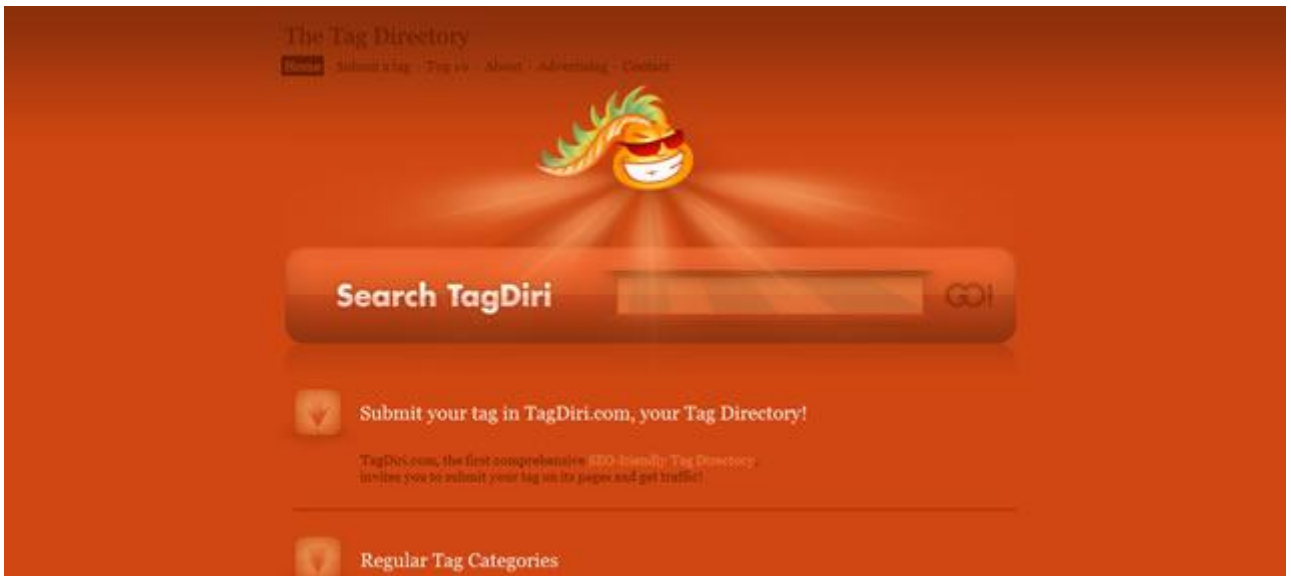 The Tag Directory
Home Submit a tag - Tag us - About - Advertising - Contact
Search TagDiri GO!
Submit your tag in TagDiri.com, your Tag Directory!
TagDiri.com, the first comprehensive SEO-friendly Tag Directory,
invites you to submit your tag on its pages and get traffic!
Regular Tag Categories